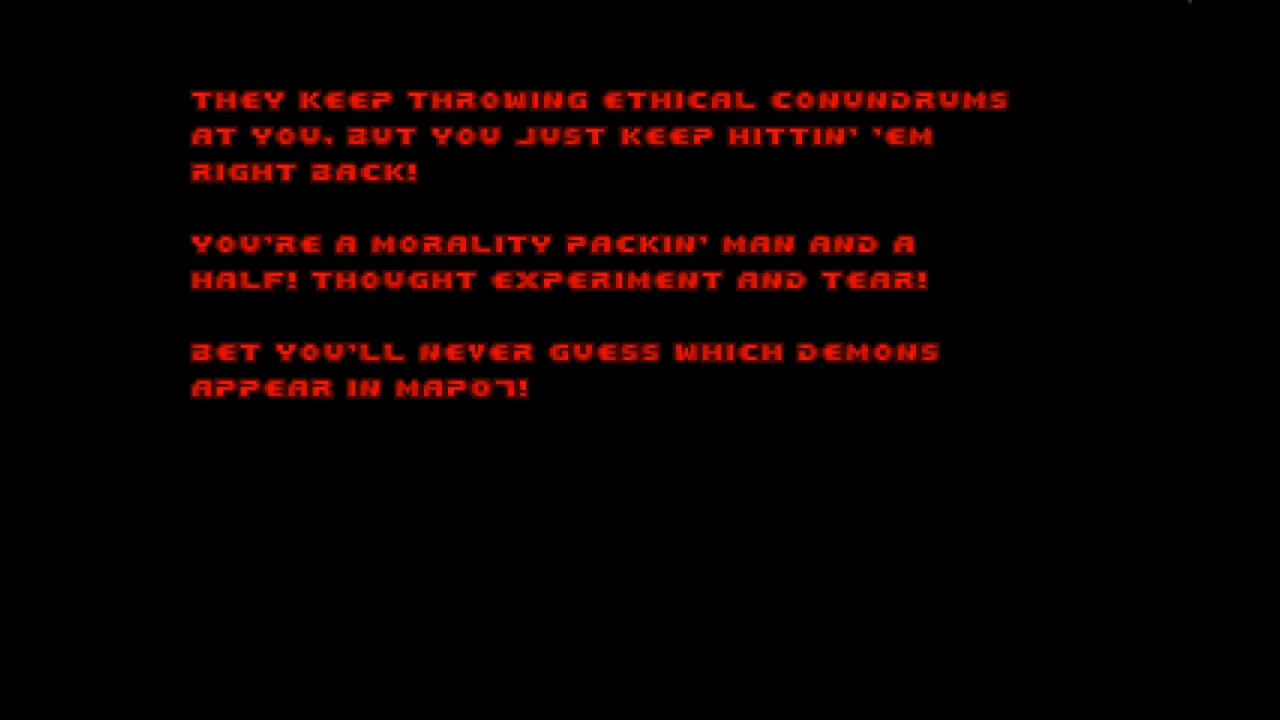 THEY KEEP THROWING ETHICAL CONUNDRUMS
AT YOU, BUT YOU JUST KEEP HITTIN' 'EM
RIGHT BACK!
YOU'RE A MORALITY PACKIN' MAN AND A
HALF! THOUGHT EXPERIMENT AND TEAR!
BET YOU'LL NEVER GUESS WHICH DEMONS
APPEAR IN MAP07!